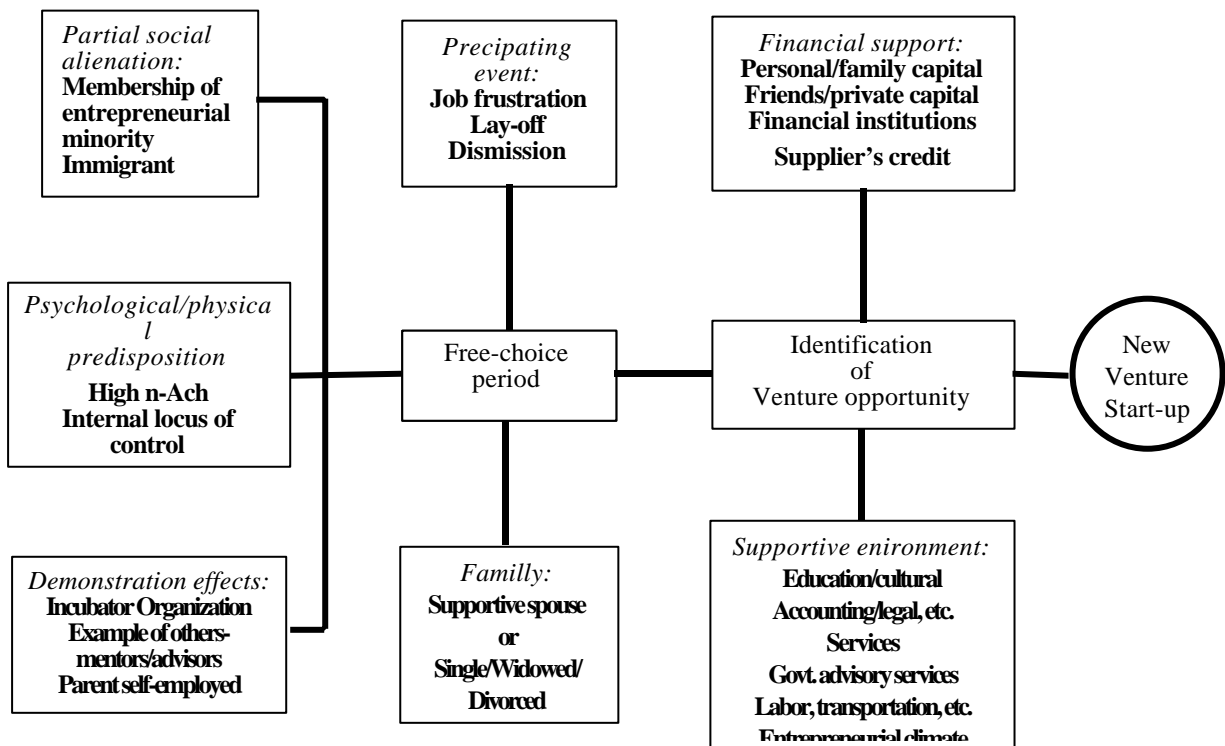 Partial social
alienation:
Membership of
entrepreneurial
minority
Immigrant
Precipating
event:
Job frustration
Lay-off
Dismission
Financial support:
Personal/family capital
Friends/private capital
Financial institutions
Supplier’s credit
Psychological/physica
l
predisposition
High n-Ach
Internal locus of
control
Free-choice
period
Identification
of
Venture opportunity
New
Venture
Start-up
Demonstration effects:
Incubator Organization
Example of others-
mentors/advisors
Parent self-employed
Familly:
Supportive spouse
or
Single/Widowed/
Divorced
Supportive enironment:
Education/cultural
Accounting/legal, etc.
Services
Govt. advisory services
Labor, transportation, etc.
Entrepreneurial climate